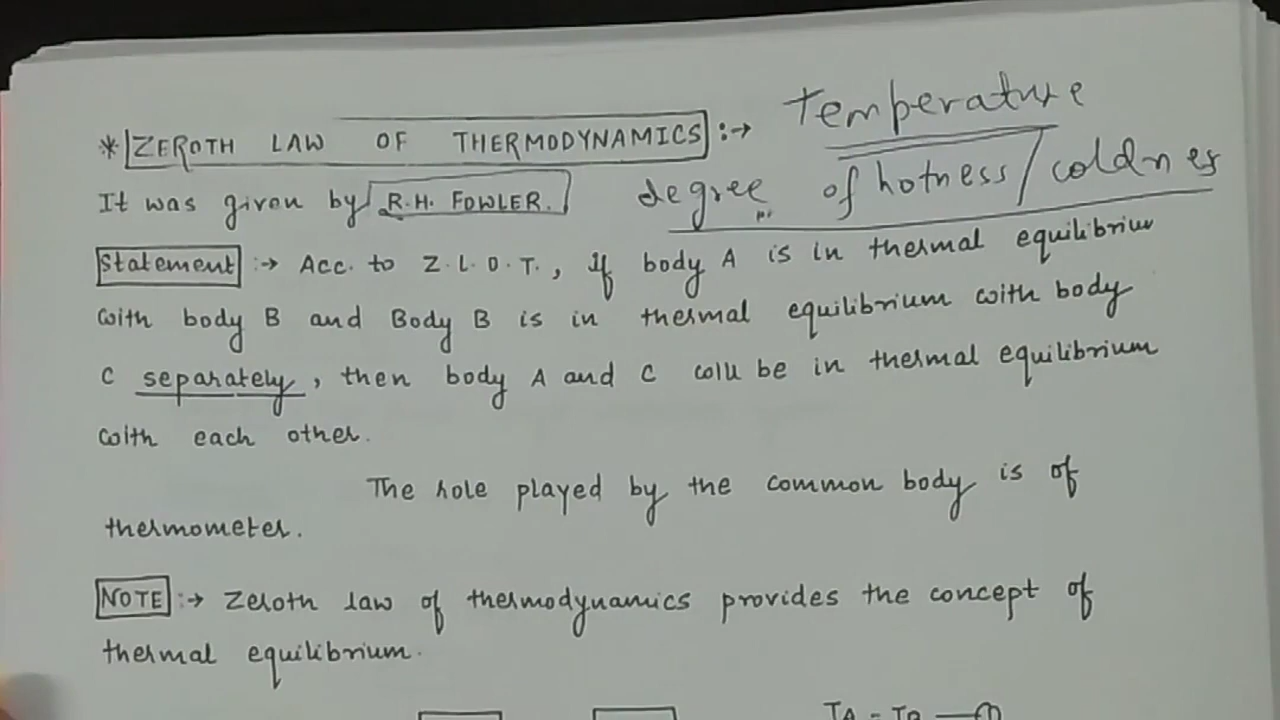 * ZEROTH LAW OF THERMODYNAMICS :→ Temperature
It was given by R.H. FOWLER. degree of hotness/coldness
Statement :→ Acc. to Z.L.O.T., If body A is in thermal equilibrium
with body B and Body B is in thermal equilibrium with body
C separately, then body A and C will be in thermal equilibrium
with each other.
The role played by the common body is of
thermometer.
NOTE :→ Zeroth law of thermodynamics provides the concept of
thermal equilibrium.
TA = TB —①